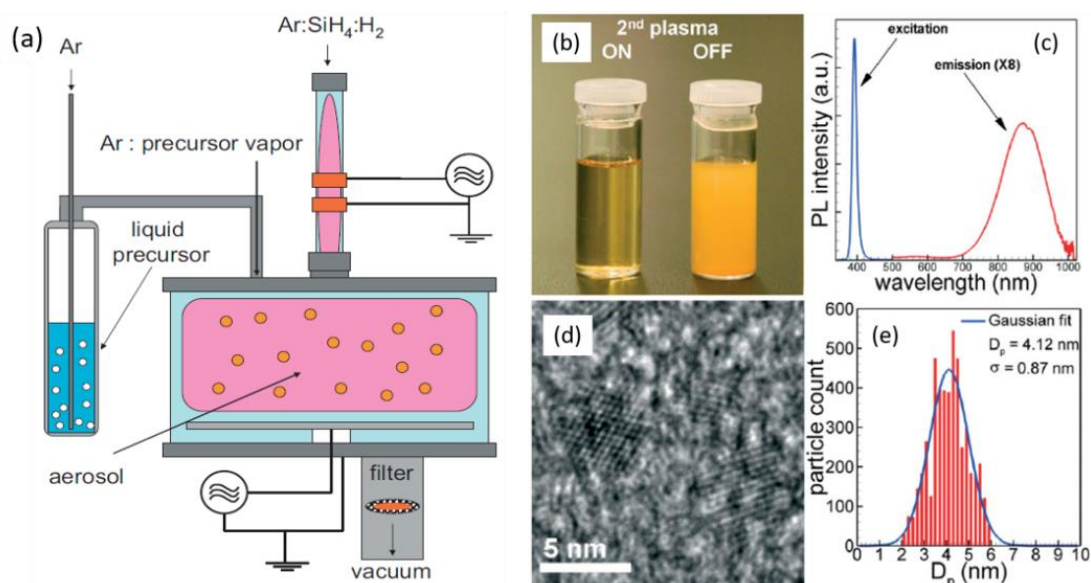 (a)
Ar
Ar:SiH4:H2
Ar : precursor vapor
liquid
precursor
aerosol
filter
vacuum
(b)
2nd plasma
ON OFF
(c)
excitation
emission (X8)
PL intensity (a.u.)
400 500 600 700 800 900 1000
wavelength (nm)
(d)
5 nm
(e)
Gaussian fit
Dp = 4.12 nm
σ = 0.87 nm
particle count
600
500
400
300
200
100
0
0 1 2 3 4 5 6 7 8 9 10
Dp (nm)